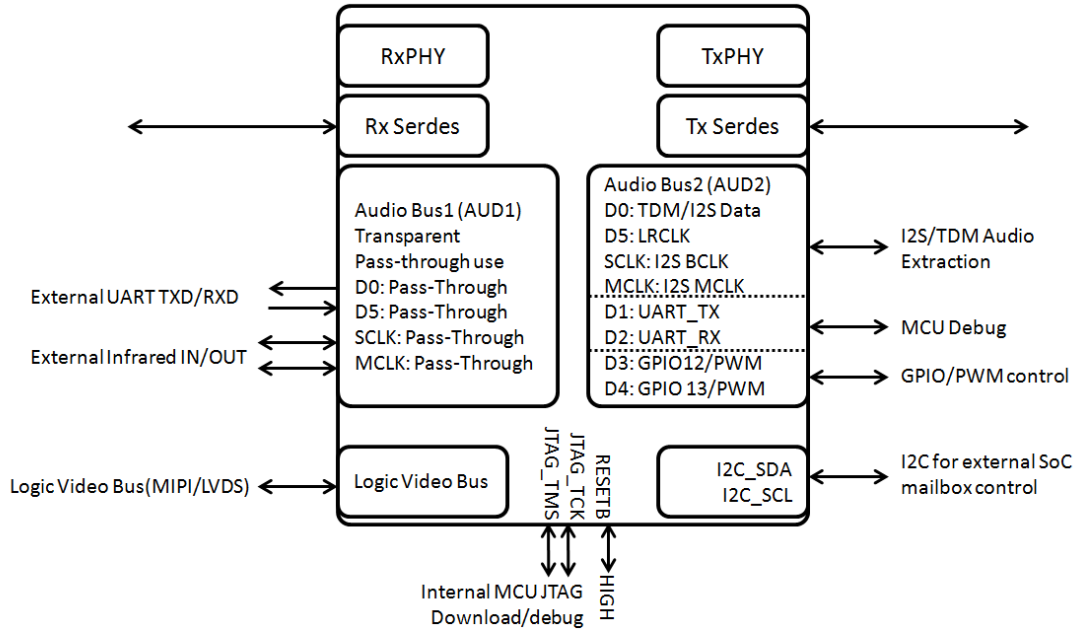 RxPHY
TxPHY
Rx Serdes
Tx Serdes
Audio Bus1 (AUD1)
Transparent
Pass-through use
D0: Pass-Through
D5: Pass-Through
SCLK: Pass-Through
MCLK: Pass-Through
Audio Bus2 (AUD2)
D0: TDM/I2S Data
D5: LRCLK
SCLK: I2S BCLK
MCLK: I2S MCLK
D1: UART_TX
D2: UART_RX
D3: GPIO12/PWM
D4: GPIO 13/PWM
External UART TXD/RXD
External Infrared IN/OUT
I2S/TDM Audio
Extraction
MCU Debug
GPIO/PWM control
Logic Video Bus(MIPI/LVDS)
Logic Video Bus
JTAG_TMS
JTAG_TCK
RESETB
I2C_SDA
I2C_SCL
I2C for external SoC
mailbox control
Internal MCU JTAG
Download/debug
HIGH